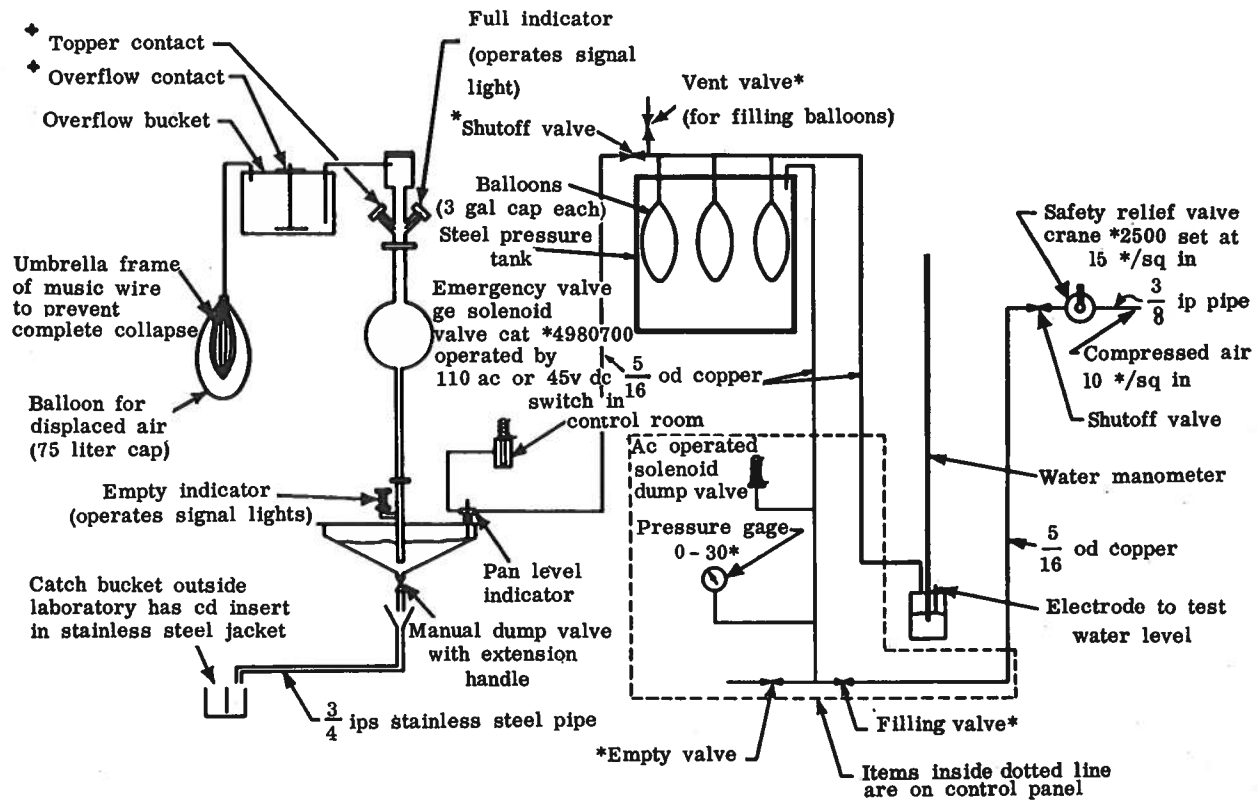 Full indicator
(operates signal
light)
✦ Topper contact
✦ Overflow contact
Overflow bucket
Umbrella frame
of music wire
to prevent
complete collapse
Balloon for
displaced air
(75 liter cap)
Vent valve*
(for filling balloons)
*Shutoff valve
Balloons
(3 gal cap each)
Steel pressure
tank
Emergency valve
ge solenoid
valve cat *4980700
operated by
110 ac or 45v dc
switch in
control room
5/16 od copper
Safety relief valve
crane *2500 set at
15 */sq in
3/8 ip pipe
Compressed air
10 */sq in
Shutoff valve
Water manometer
5/16 od copper
Electrode to test
water level
Ac operated
solenoid
dump valve
Pressure gage
0-30*
Empty indicator
(operates signal lights)
Pan level
indicator
Catch bucket outside
laboratory has cd insert
in stainless steel jacket
Manual dump valve
with extension
handle
3/4 ips stainless steel pipe
*Empty valve
Filling valve*
Items inside dotted line
are on control panel